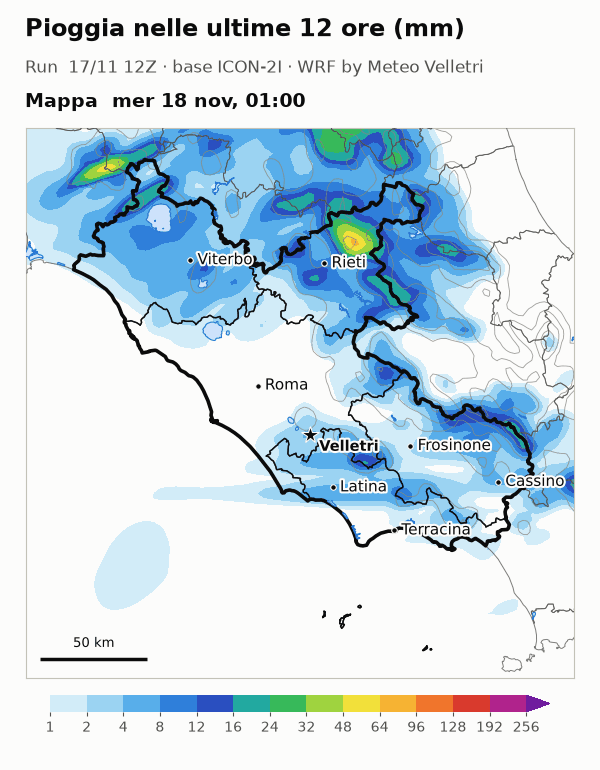 Pioggia nelle ultime 12 ore (mm)
Run  17/11 12Z · base ICON-2I · WRF by Meteo Velletri
Mappa  mer 18 nov, 01:00
Viterbo
Rieti
Roma
Velletri
Frosinone
Latina
Cassino
Terracina
50 km
1 2 4 8 12 16 24 32 48 64 96 128 192 256